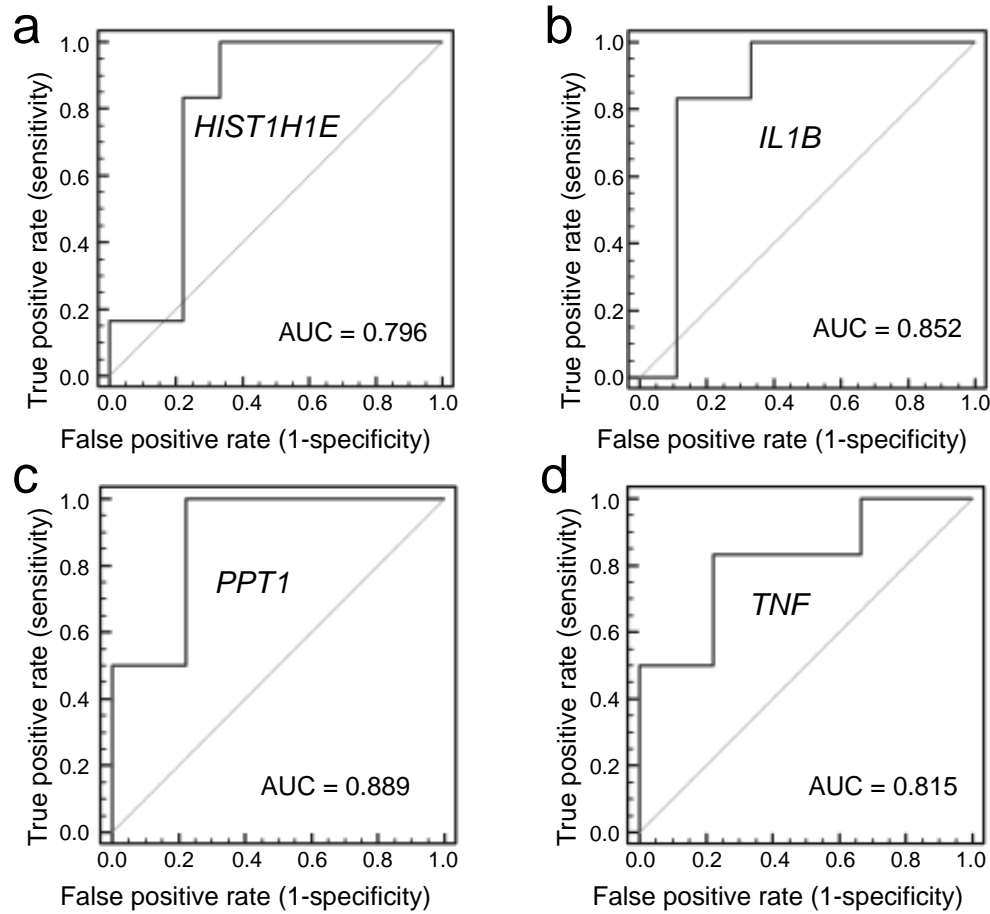 a
True positive rate (sensitivity)
1.0
0.8
0.6
0.4
0.2
0.0
HIST1H1E
AUC = 0.796
0.0 0.2 0.4 0.6 0.8 1.0
False positive rate (1-specificity)
b
True positive rate (sensitivity)
1.0
0.8
0.6
0.4
0.2
0.0
IL1B
AUC = 0.852
0.0 0.2 0.4 0.6 0.8 1.0
False positive rate (1-specificity)
c
True positive rate (sensitivity)
1.0
0.8
0.6
0.4
0.2
0.0
PPT1
AUC = 0.889
0.0 0.2 0.4 0.6 0.8 1.0
False positive rate (1-specificity)
d
True positive rate (sensitivity)
1.0
0.8
0.6
0.4
0.2
0.0
TNF
AUC = 0.815
0.0 0.2 0.4 0.6 0.8 1.0
False positive rate (1-specificity)